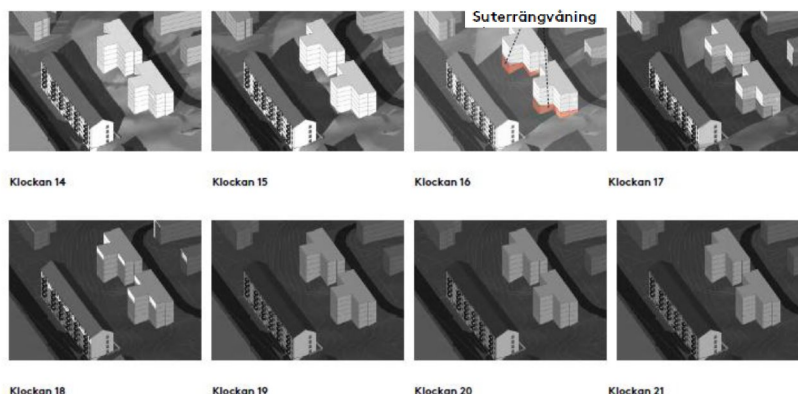 Suterrängvåning
Klockan 14
Klockan 15
Klockan 16
Klockan 17
Klockan 18
Klockan 19
Klockan 20
Klockan 21